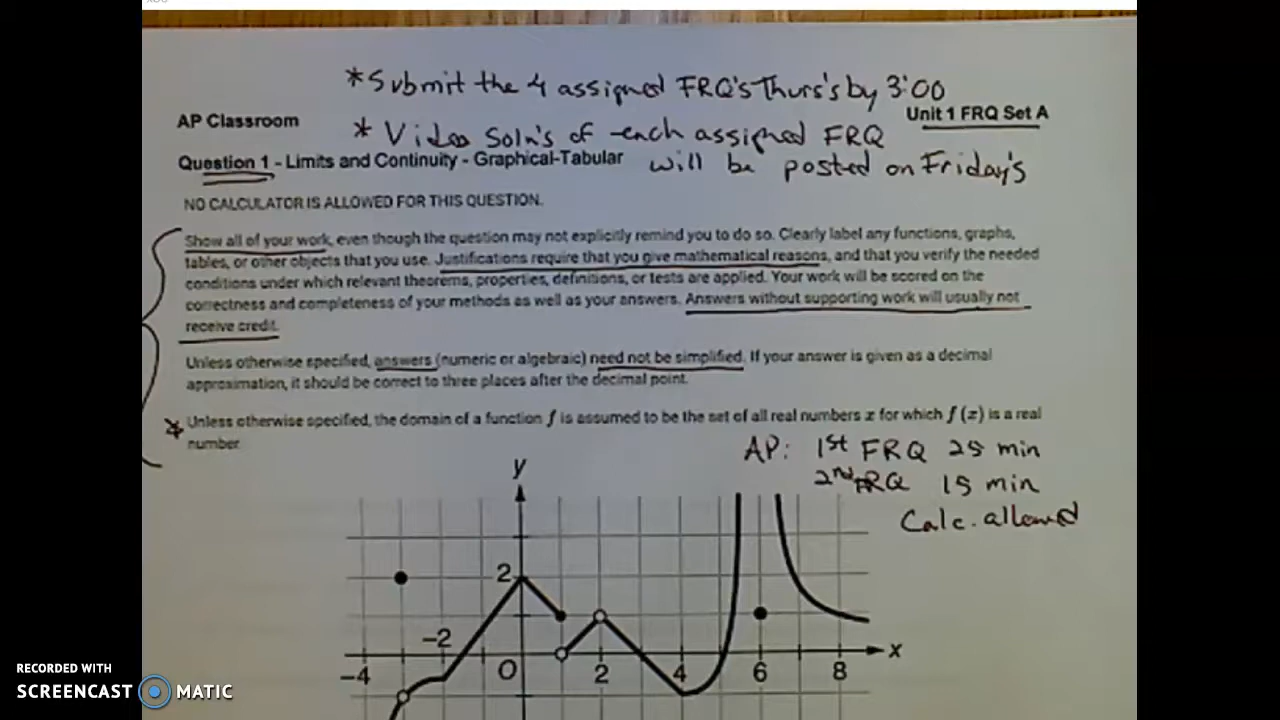 *Submit the 4 assigned FRQ's Thurs's by 3:00
AP Classroom
Unit 1 FRQ Set A
* Video Soln's of each assigned FRQ
will be posted on Friday's
Question 1 - Limits and Continuity - Graphical-Tabular
NO CALCULATOR IS ALLOWED FOR THIS QUESTION.
Show all of your work, even though the question may not explicitly remind you to do so. Clearly label any functions, graphs,
tables, or other objects that you use. Justifications require that you give mathematical reasons, and that you verify the needed
conditions under which relevant theorems, properties, definitions, or tests are applied. Your work will be scored on the
correctness and completeness of your methods as well as your answers. Answers without supporting work will usually not
receive credit.
Unless otherwise specified, answers (numeric or algebraic) need not be simplified. If your answer is given as a decimal
approximation, it should be correct to three places after the decimal point.
* Unless otherwise specified, the domain of a function f is assumed to be the set of all real numbers x for which f (x) is a real
number.
AP: 1st FRQ 25 min
2nd FRQ 15 min
Calc. allowed
y
2
-2
-4 O 2 4 6 8 x
RECORDED WITH
SCREENCAST MATIC